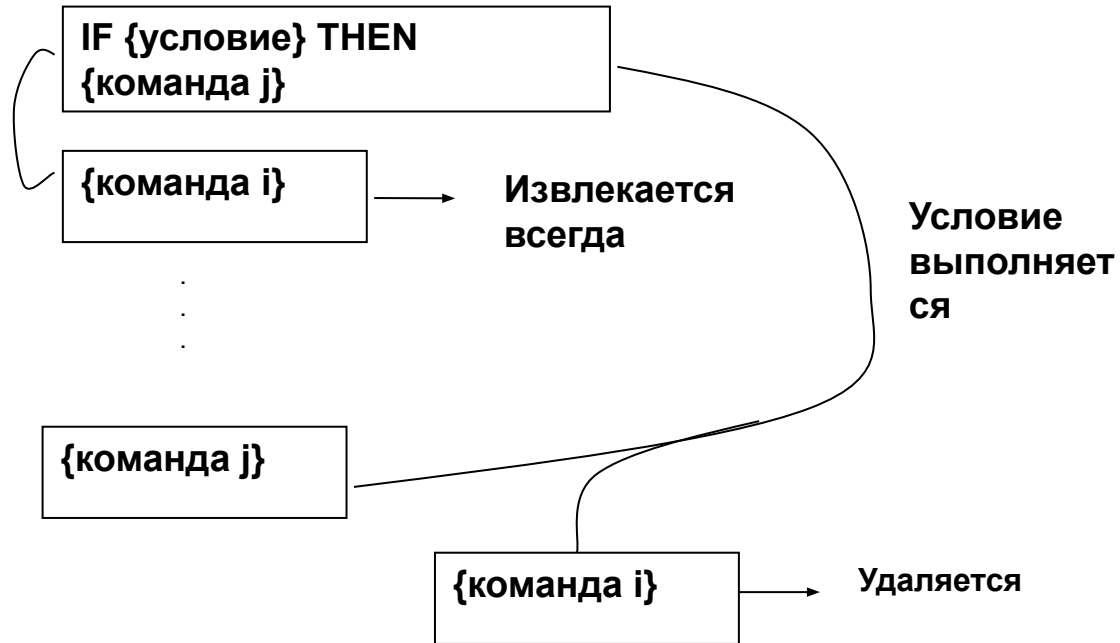 IF {условие} THEN
{команда j}
{команда i}
Извлекается
всегда
Условие
выполняет
ся
.
.
.
{команда j}
{команда i}
Удаляется